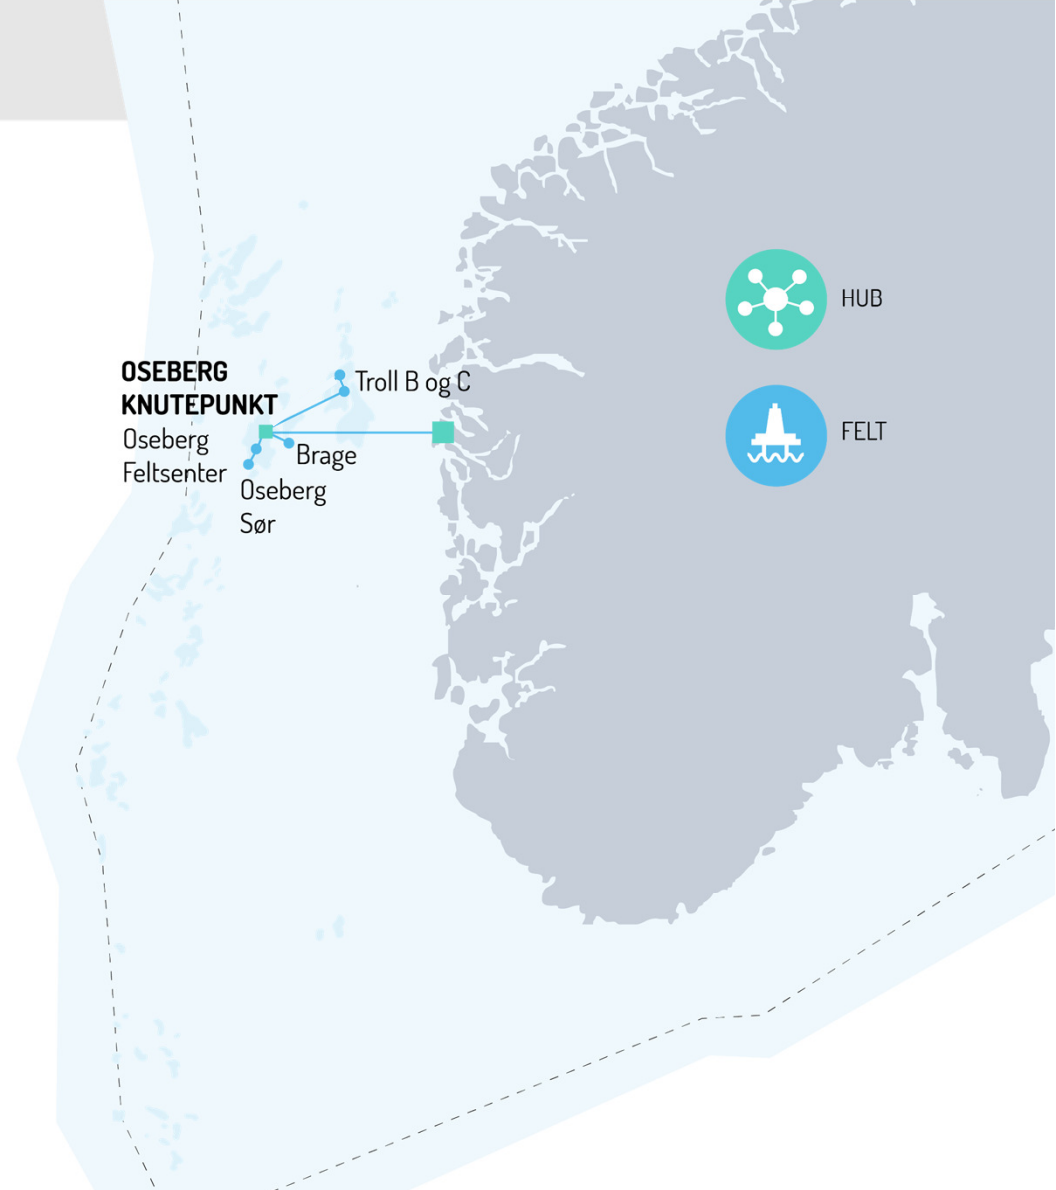 OSEBERG
KNUTEPUNKT
Oseberg
Feltsenter
Troll B og C
Brage
Oseberg
Sør
HUB
FELT